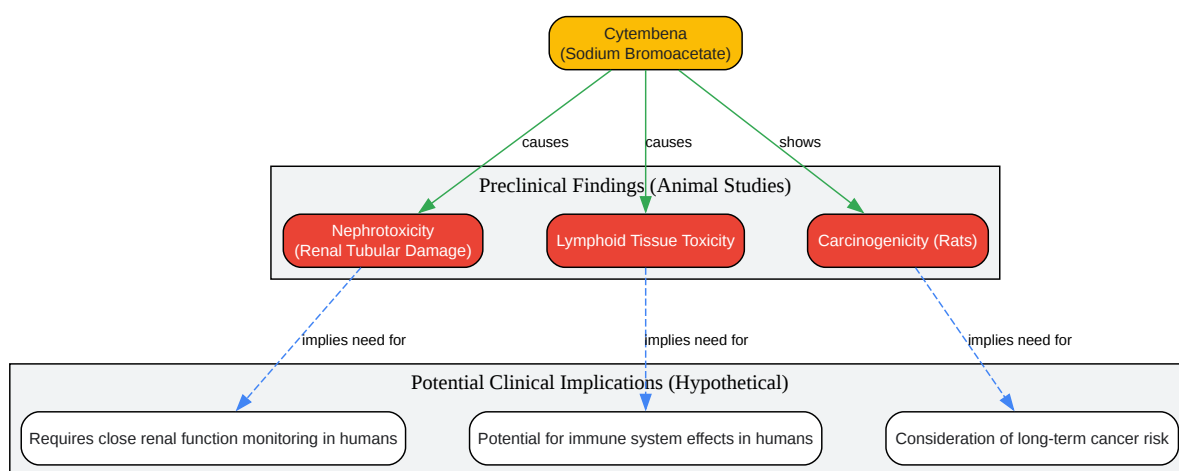 Cytembena
(Sodium Bromoacetate)
causes
causes
shows
Preclinical Findings (Animal Studies)
Nephrotoxicity
(Renal Tubular Damage)
Lymphoid Tissue Toxicity
Carcinogenicity (Rats)
implies need for
implies need for
implies need for
Potential Clinical Implications (Hypothetical)
Requires close renal function monitoring in humans
Potential for immune system effects in humans
Consideration of long-term cancer risk